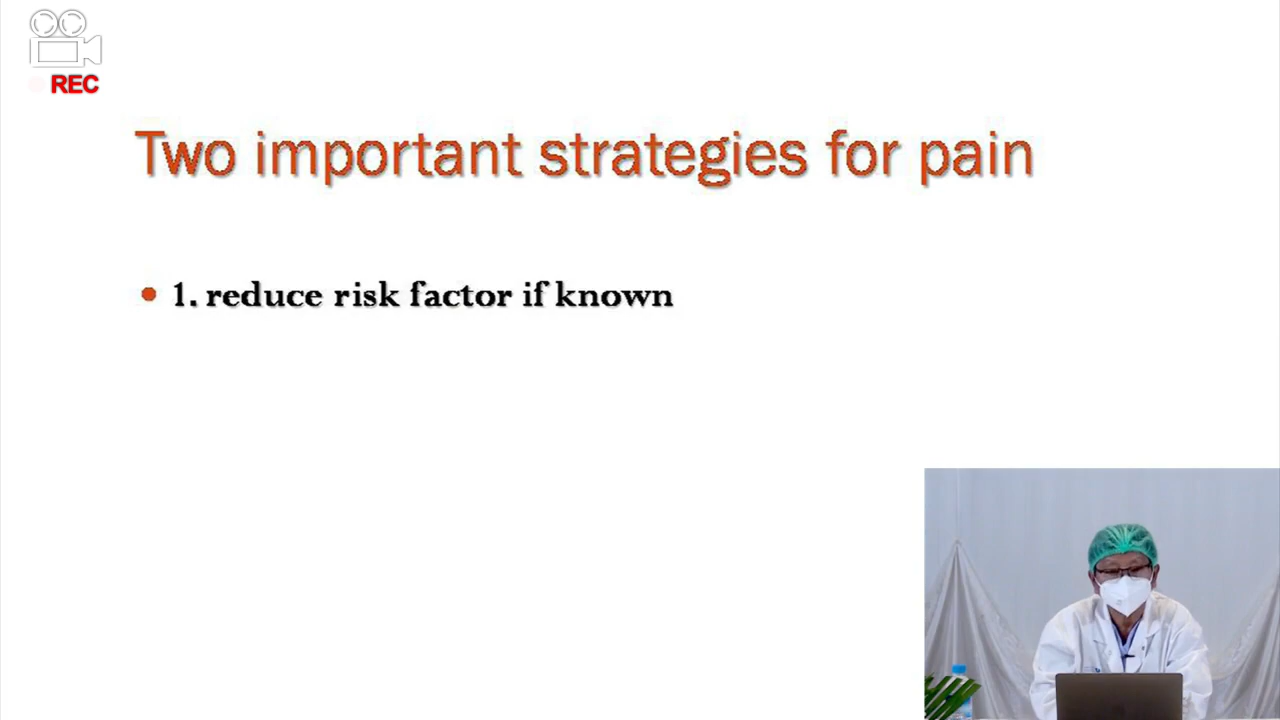 REC
Two important strategies for pain
• 1. reduce risk factor if known